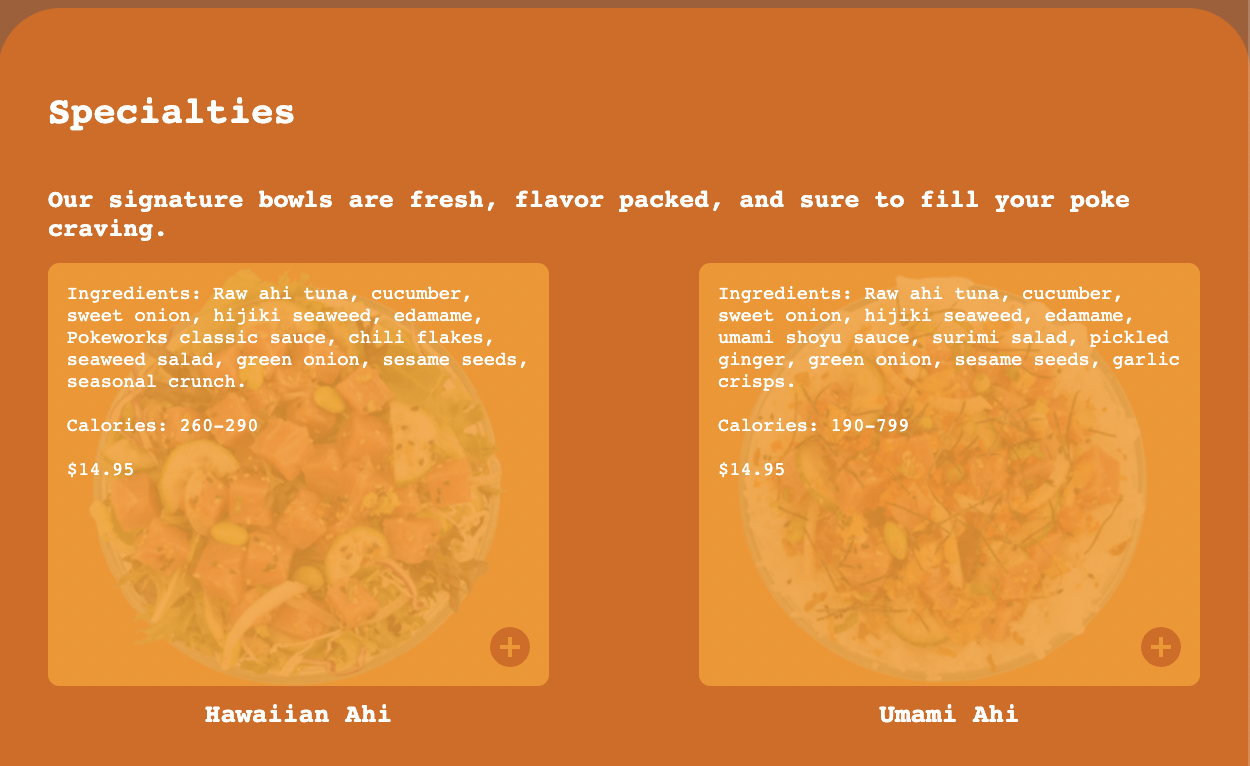 Specialties
Our signature bowls are fresh, flavor packed, and sure to fill your poke
craving.
Ingredients: Raw ahi tuna, cucumber,
sweet onion, hijiki seaweed, edamame,
Pokeworks classic sauce, chili flakes,
seaweed salad, green onion, sesame seeds,
seasonal crunch.
Calories: 260-290
$14.95
Hawaiian Ahi
Ingredients: Raw ahi tuna, cucumber,
sweet onion, hijiki seaweed, edamame,
umami shoyu sauce, surimi salad, pickled
ginger, green onion, sesame seeds, garlic
crisps.
Calories: 190-799
$14.95
Umami Ahi